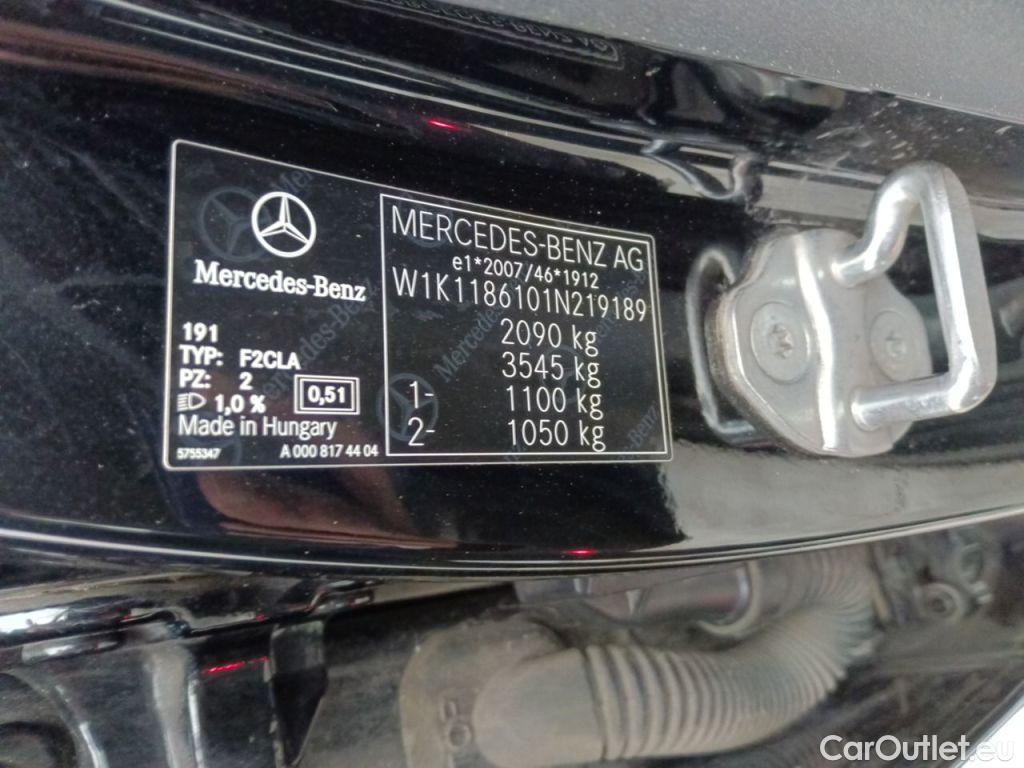 Mercedes-Benz
191
TYP: F2CLA
PZ: 2
1,0 %
0,51
Made in Hungary
5755347 A 000 817 44 04
MERCEDES-BENZ AG
e1*2007/46*1912
W1K1186101N219189
2090 kg
3545 kg
1- 1100 kg
2- 1050 kg
CarOutlet.eu